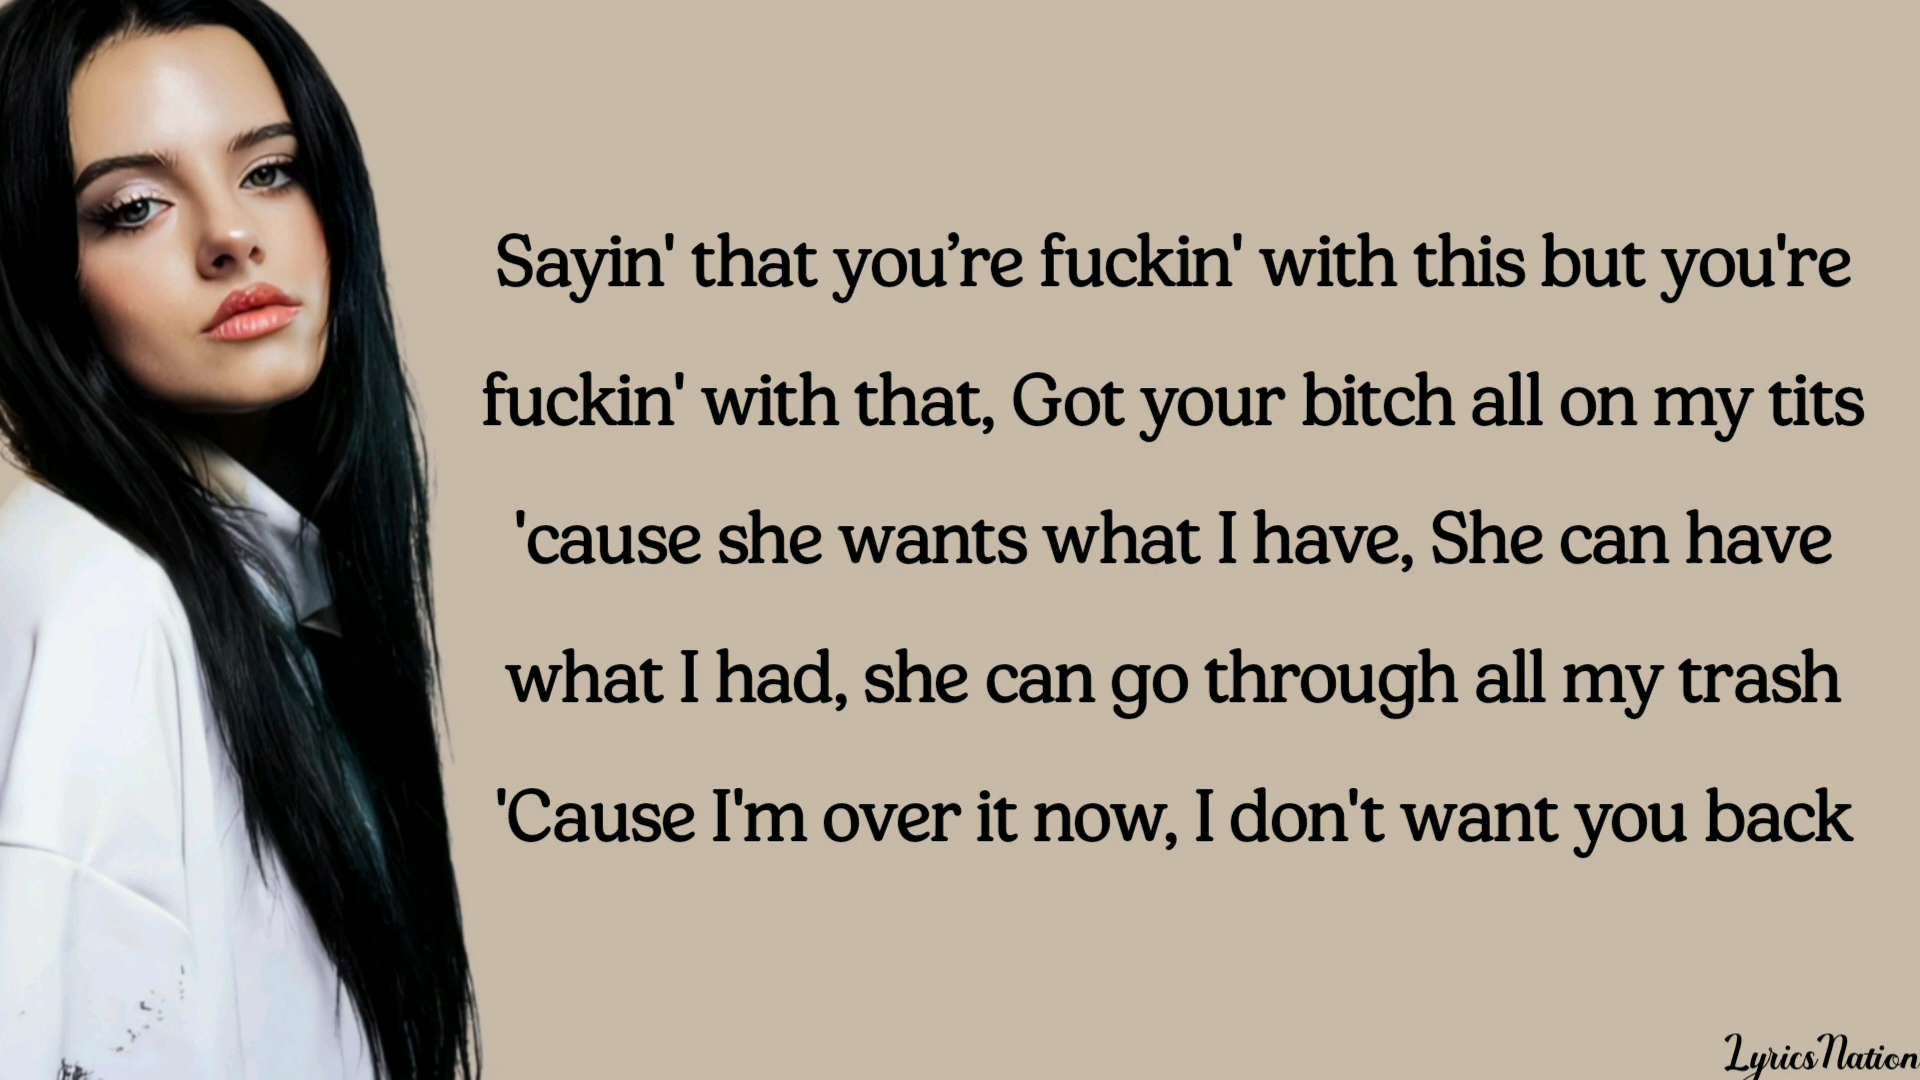 Sayin' that you’re fuckin' with this but you're
fuckin' with that, Got your bitch all on my tits
'cause she wants what I have, She can have
what I had, she can go through all my trash
'Cause I'm over it now, I don't want you back
LyricsNation